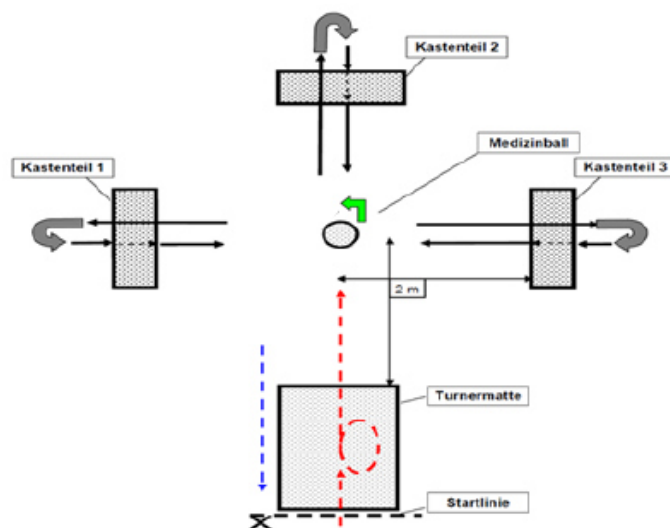 Kastenteil 2
Medizinball
Kastenteil 1
Kastenteil 3
2 m
Turnermatte
Startlinie
X